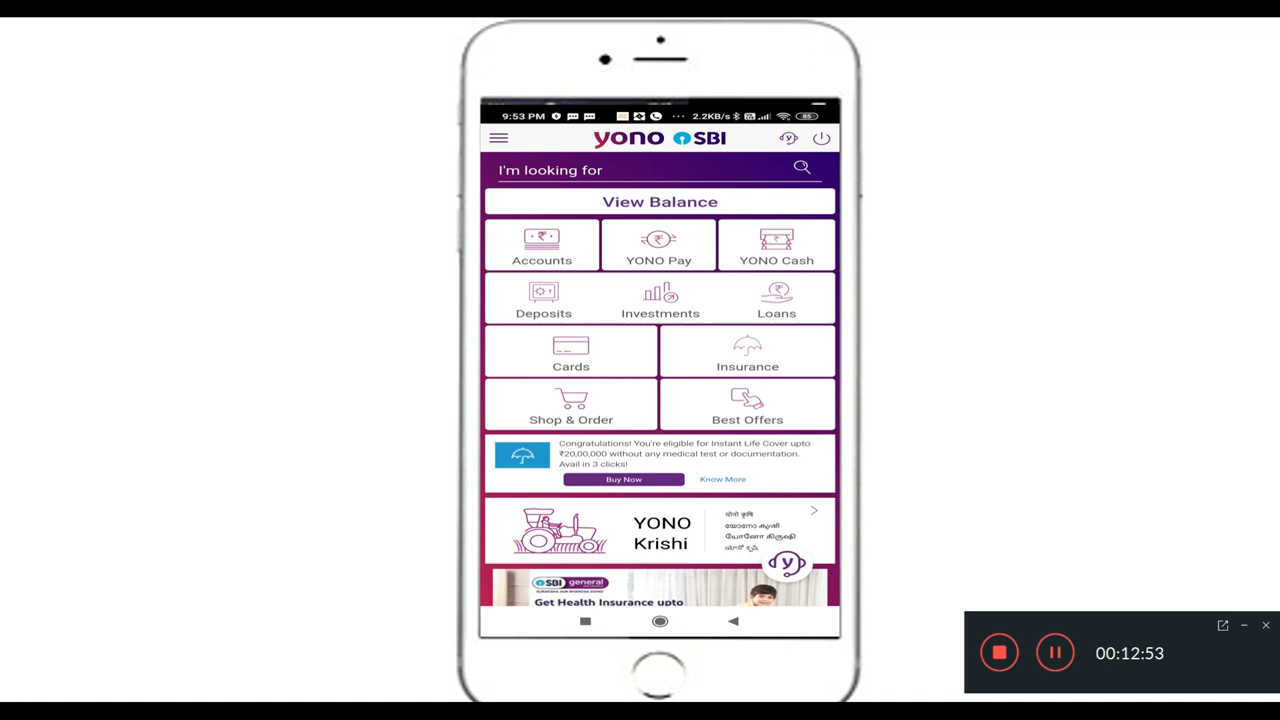 9:53 PM 2.2KB/s 85
yono SBI
I'm looking for
View Balance
Accounts YONO Pay YONO Cash
Deposits Investments Loans
Cards Insurance
Shop & Order Best Offers
Congratulations! You're eligible for Instant Life Cover upto
₹20,00,000 without any medical test or documentation.
Avail in 3 clicks!
Buy Now Know More
YONO
Krishi
योनो कृषि
യോനോ കൃഷി
யோனோ கிருஷி
యోనో కృషి
SBI general
Get Health Insurance upto
00:12:53